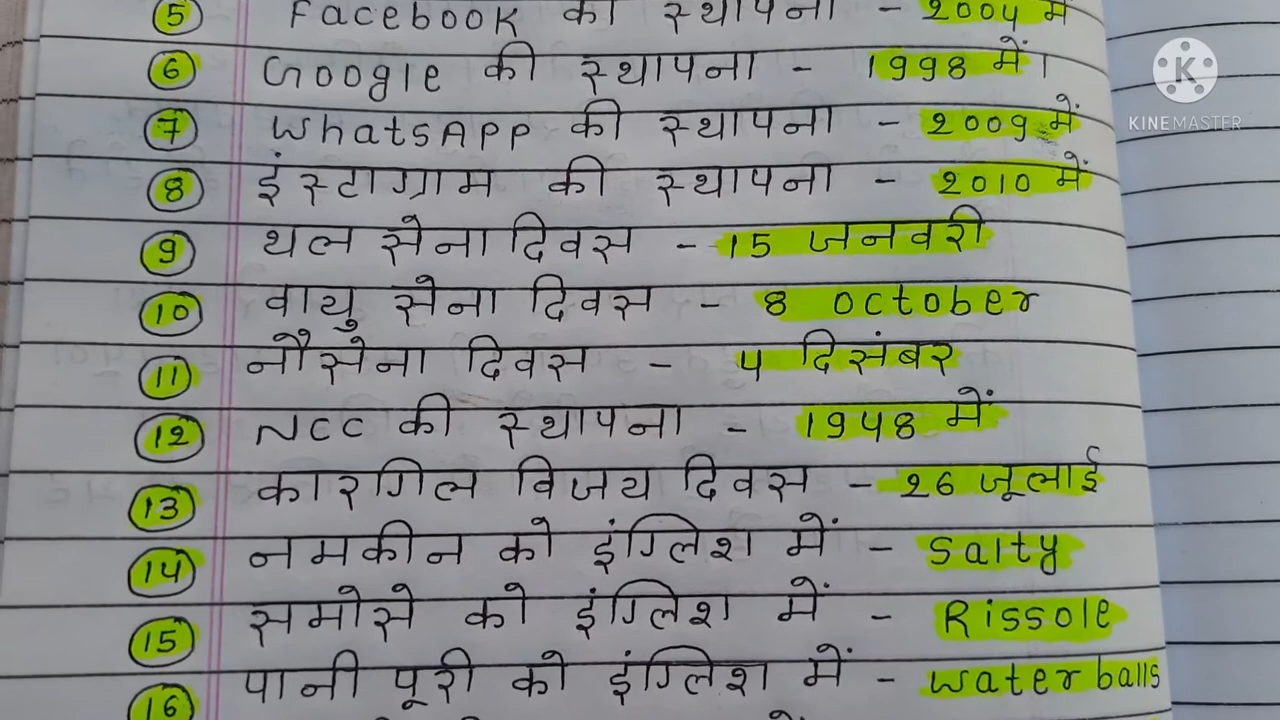 5 Facebook की स्थापना - 2004 में
6 Google की स्थापना - 1998 में।
7 WhatsApp की स्थापना - 2009 में
8 इंस्टाग्राम की स्थापना - 2010 में
9 थल सेना दिवस - 15 जनवरी
10 वायु सेना दिवस - 8 October
11 नौसेना दिवस - 4 दिसंबर
12 NCC की स्थापना - 1948 में
13 कारगिल विजय दिवस - 26 जूलाई
14 नमकीन को इंग्लिश में - Salty
15 समोसे को इंग्लिश में - Rissole
16 पानी पूरी को इंग्लिश में - water balls
K
KINEMASTER